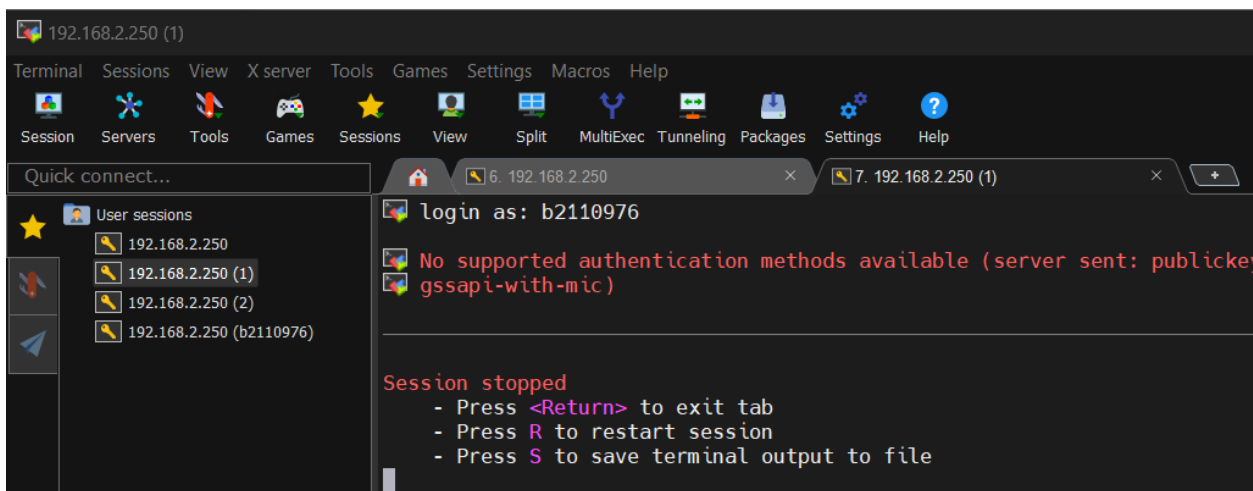 192.168.2.250 (1)
Terminal Sessions View X server Tools Games Settings Macros Help
Session Servers Tools Games Sessions View Split MultiExec Tunneling Packages Settings Help
Quick connect...
6. 192.168.2.250
7. 192.168.2.250 (1)
User sessions
192.168.2.250
192.168.2.250 (1)
192.168.2.250 (2)
192.168.2.250 (b2110976)
login as: b2110976
No supported authentication methods available (server sent: publickey
gssapi-with-mic)
Session stopped
- Press <Return> to exit tab
- Press R to restart session
- Press S to save terminal output to file